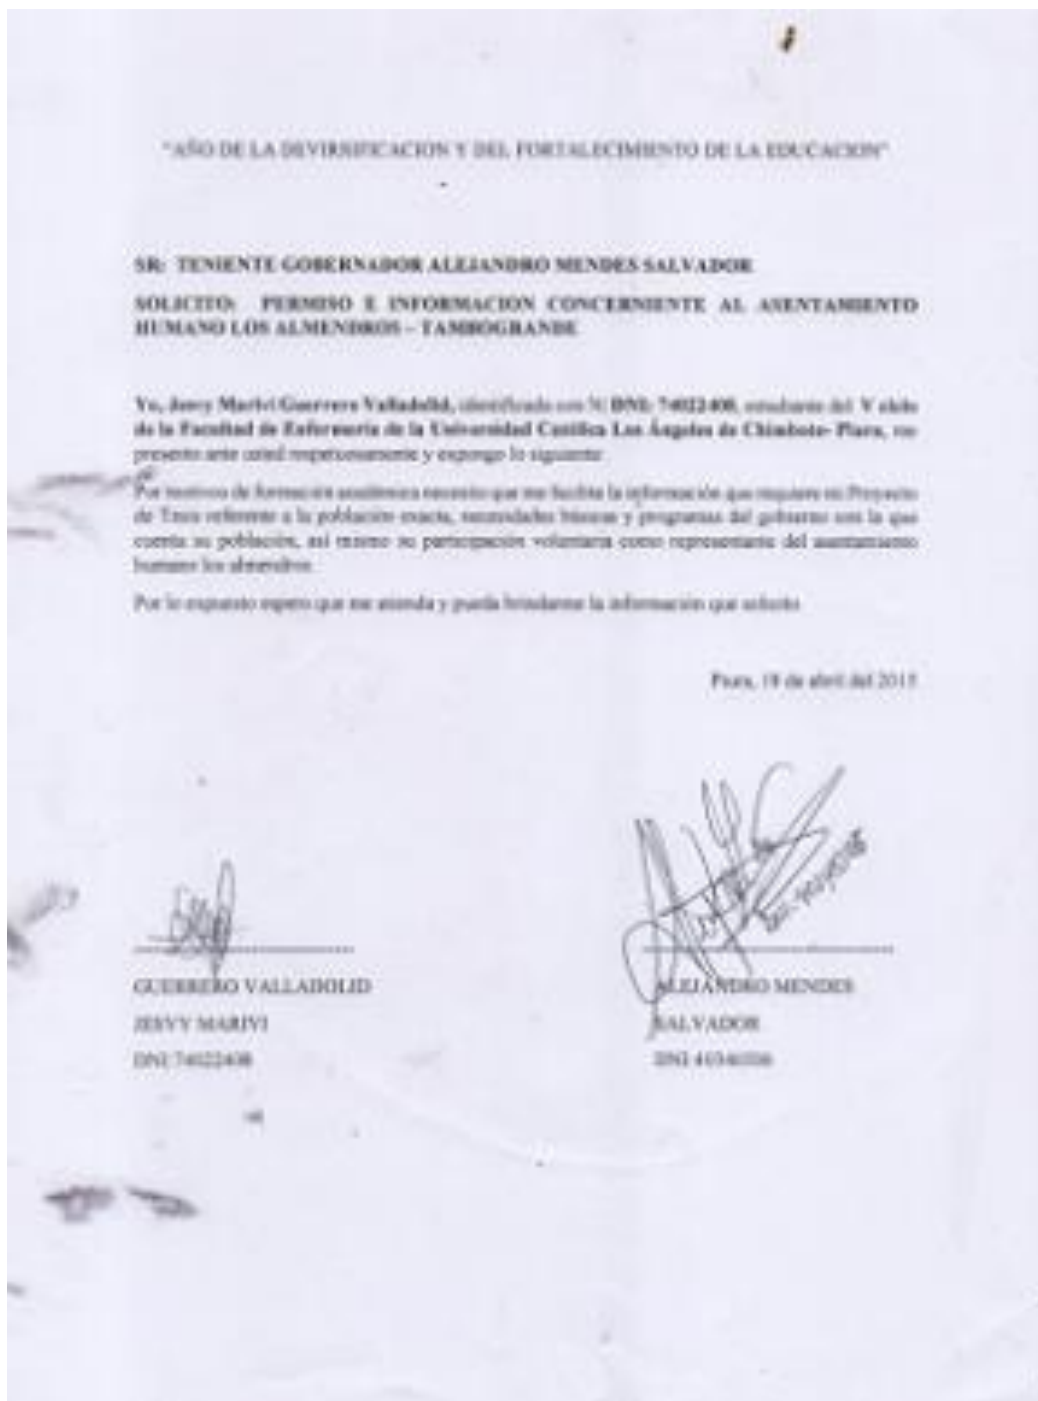 "AÑO DE LA DEVIRSIFICACION Y DEL FORTALECIMIENTO DE LA EDUCACION"
SR: TENIENTE GOBERNADOR ALEJANDRO MENDES SALVADOR
SOLICITO: PERMISO E INFORMACION CONCERNIENTE AL ASENTAMIENTO
HUMANO LOS ALMENDROS – TAMBOGRANDE
Yo, Jesvy Marivi Guerrero Valladolid, identificada con N° DNI: 74022408, estudiante del V ciclo
de la Facultad de Enfermería de la Universidad Católica Los Ángeles de Chimbote- Piura, me
presento ante usted respetuosamente y expongo lo siguiente:
Por motivos de formación académica necesito que me facilite la información que requiere mi Proyecto
de Tesis referente a la población exacta, necesidades básicas y programas del gobierno con la que
cuenta su población, así mismo su participación voluntaria como representante del asentamiento
humano los almendros.
Por lo expuesto espero que me atienda y pueda brindarme la información que solicito.
Piura, 18 de abril del 2015
GUERRERO VALLADOLID
JESVY MARIVI
DNI:74022408
ALEJANDRO MENDES
SALVADOR
DNI: